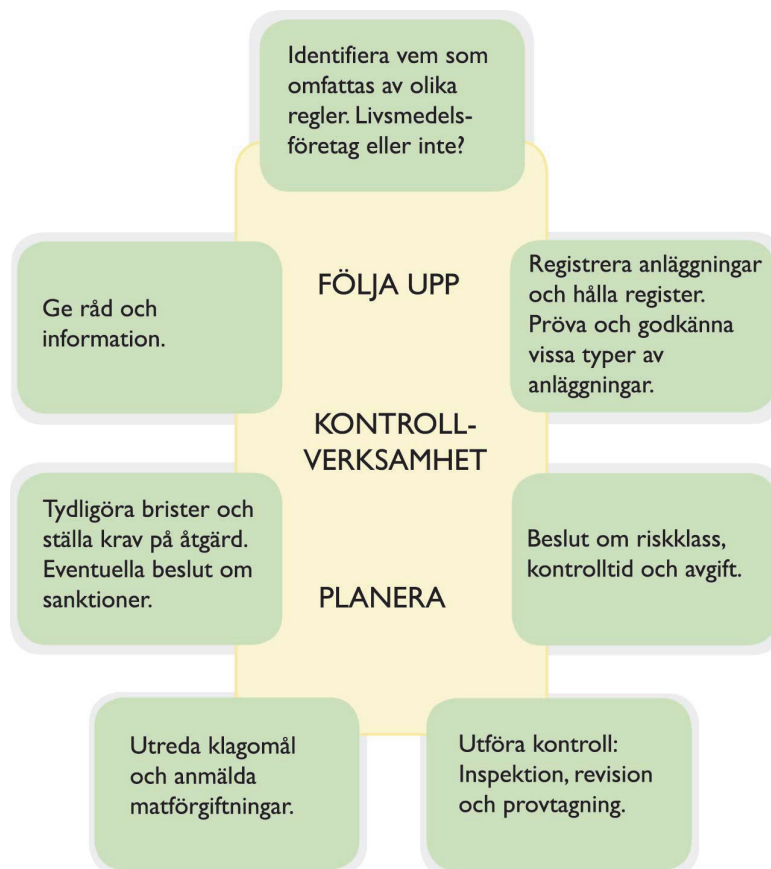 Identifiera vem som
omfattas av olika
regler. Livsmedels-
företag eller inte?
FÖLJA UPP
Registrera anläggningar
och hålla register.
Pröva och godkänna
vissa typer av
anläggningar.
Ge råd och
information.
KONTROLL-
VERKSAMHET
Tydligöra brister och
ställa krav på åtgärd.
Eventuella beslut om
sanktioner.
Beslut om riskklass,
kontrolltid och avgift.
PLANERA
Utreda klagomål
och anmälda
matförgiftningar.
Utföra kontroll:
Inspektion, revision
och provtagning.